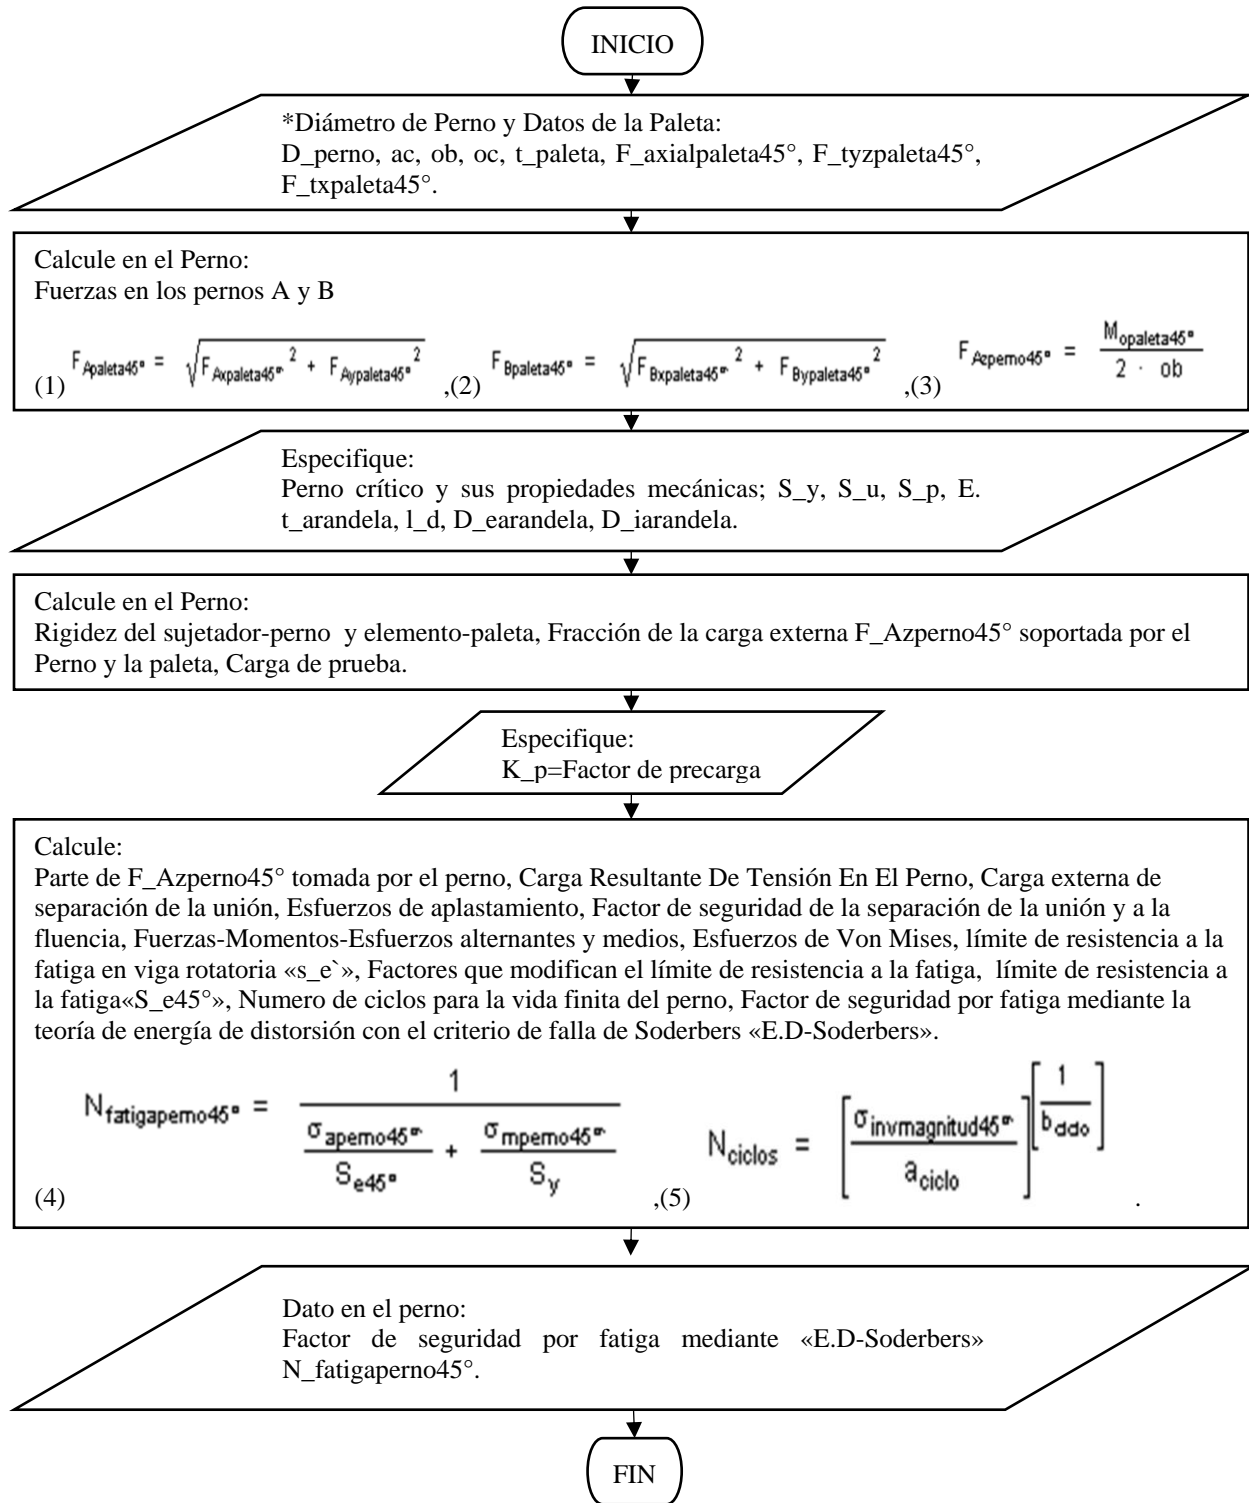 INICIO
*Diámetro de Perno y Datos de la Paleta:
D_perno, ac, ob, oc, t_paleta, F_axialpaleta45°, F_tyzpaleta45°,
F_txpaleta45°.
Calcule en el Perno:
Fuerzas en los pernos A y B
(1) F_Apaleta45° = √(F_Axpaleta45°^2 + F_Aypaleta45°^2) ,(2) F_Bpaleta45° = √(F_Bxpaleta45°^2 + F_Bypaleta45°^2) ,(3) F_Azperno45° = M_opaleta45° / (2 · ob)
Especifique:
Perno crítico y sus propiedades mecánicas; S_y, S_u, S_p, E.
t_arandela, l_d, D_earandela, D_iarandela.
Calcule en el Perno:
Rigidez del sujetador-perno y elemento-paleta, Fracción de la carga externa F_Azperno45° soportada por el
Perno y la paleta, Carga de prueba.
Especifique:
K_p=Factor de precarga
Calcule:
Parte de F_Azperno45° tomada por el perno, Carga Resultante De Tensión En El Perno, Carga externa de
separación de la unión, Esfuerzos de aplastamiento, Factor de seguridad de la separación de la unión y a la
fluencia, Fuerzas-Momentos-Esfuerzos alternantes y medios, Esfuerzos de Von Mises, límite de resistencia a la
fatiga en viga rotatoria «s_e`», Factores que modifican el límite de resistencia a la fatiga, límite de resistencia a
la fatiga«S_e45°», Numero de ciclos para la vida finita del perno, Factor de seguridad por fatiga mediante la
teoría de energía de distorsión con el criterio de falla de Soderbers «E.D-Soderbers».
(4) N_fatigaperno45° = 1 / (σ_aperno45° / S_e45° + σ_mperno45° / S_y) ,(5) N_ciclos = [σ_invmagnitud45° / a_ciclo]^[1 / b_ciclo] .
Dato en el perno:
Factor de seguridad por fatiga mediante «E.D-Soderbers»
N_fatigaperno45°.
FIN